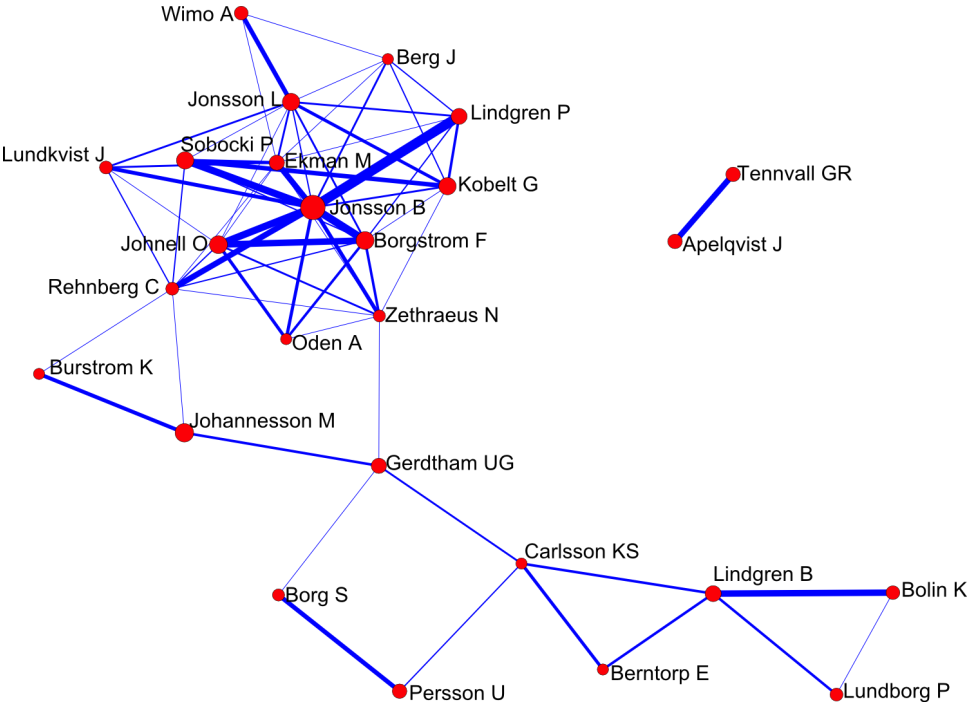 Wimo A
Berg J
Jonsson L
Lindgren P
Sobocki P
Lundkvist J
Ekman M
Tennvall GR
Kobelt G
Jonsson B
Johnell O
Borgstrom F
Apelqvist J
Rehnberg C
Zethraeus N
Oden A
Burstrom K
Johannesson M
Gerdtham UG
Carlsson KS
Lindgren B
Bolin K
Borg S
Berntorp E
Persson U
Lundborg P